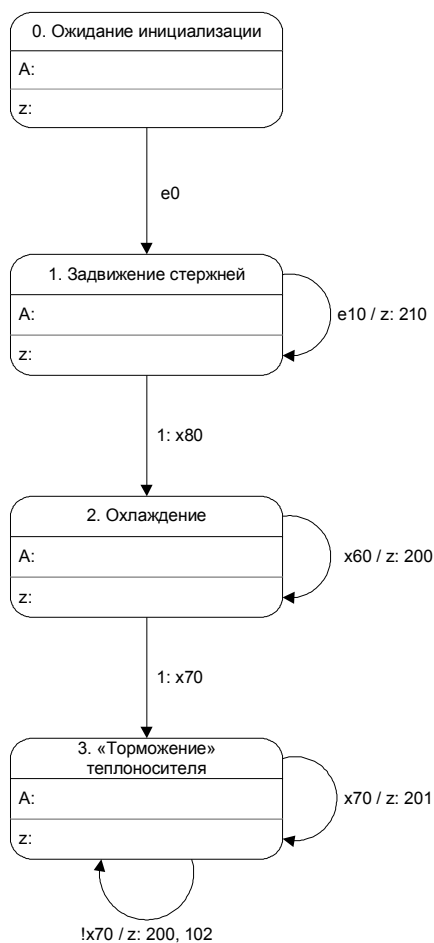 0. Ожидание инициализации
A:
z:
e0
1. Задвижение стержней
A:
e10 / z: 210
z:
1: x80
2. Охлаждение
A:
x60 / z: 200
z:
1: x70
3. «Торможение»
теплоносителя
A:
x70 / z: 201
z:
!x70 / z: 200, 102